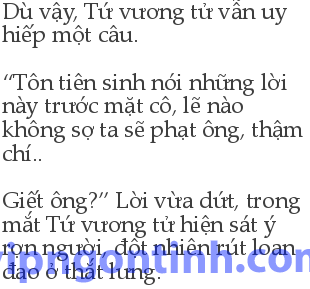 Dù vậy, Tứ vương tử vẫn uy
hiếp một câu.
“Tôn tiên sinh nói những lời
này trước mặt cô, lẽ nào
không sợ ta sẽ phạt ông, thậm
chí..
Giết ông?” Lời vừa dứt, trong
mắt Tứ vương tử hiện sát ý
rợn người, đột nhiên rút loan
đao ở thắt lưng.
vipngontinh.com